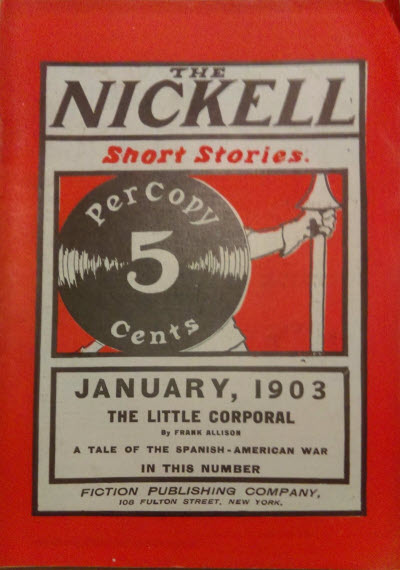 THE
NICKELL
Short Stories.
Per Copy
5
Cents
JANUARY, 1903
THE LITTLE CORPORAL
By FRANK ALLISON
A TALE OF THE SPANISH-AMERICAN WAR
IN THIS NUMBER
FICTION PUBLISHING COMPANY,
108 FULTON STREET, NEW YORK.